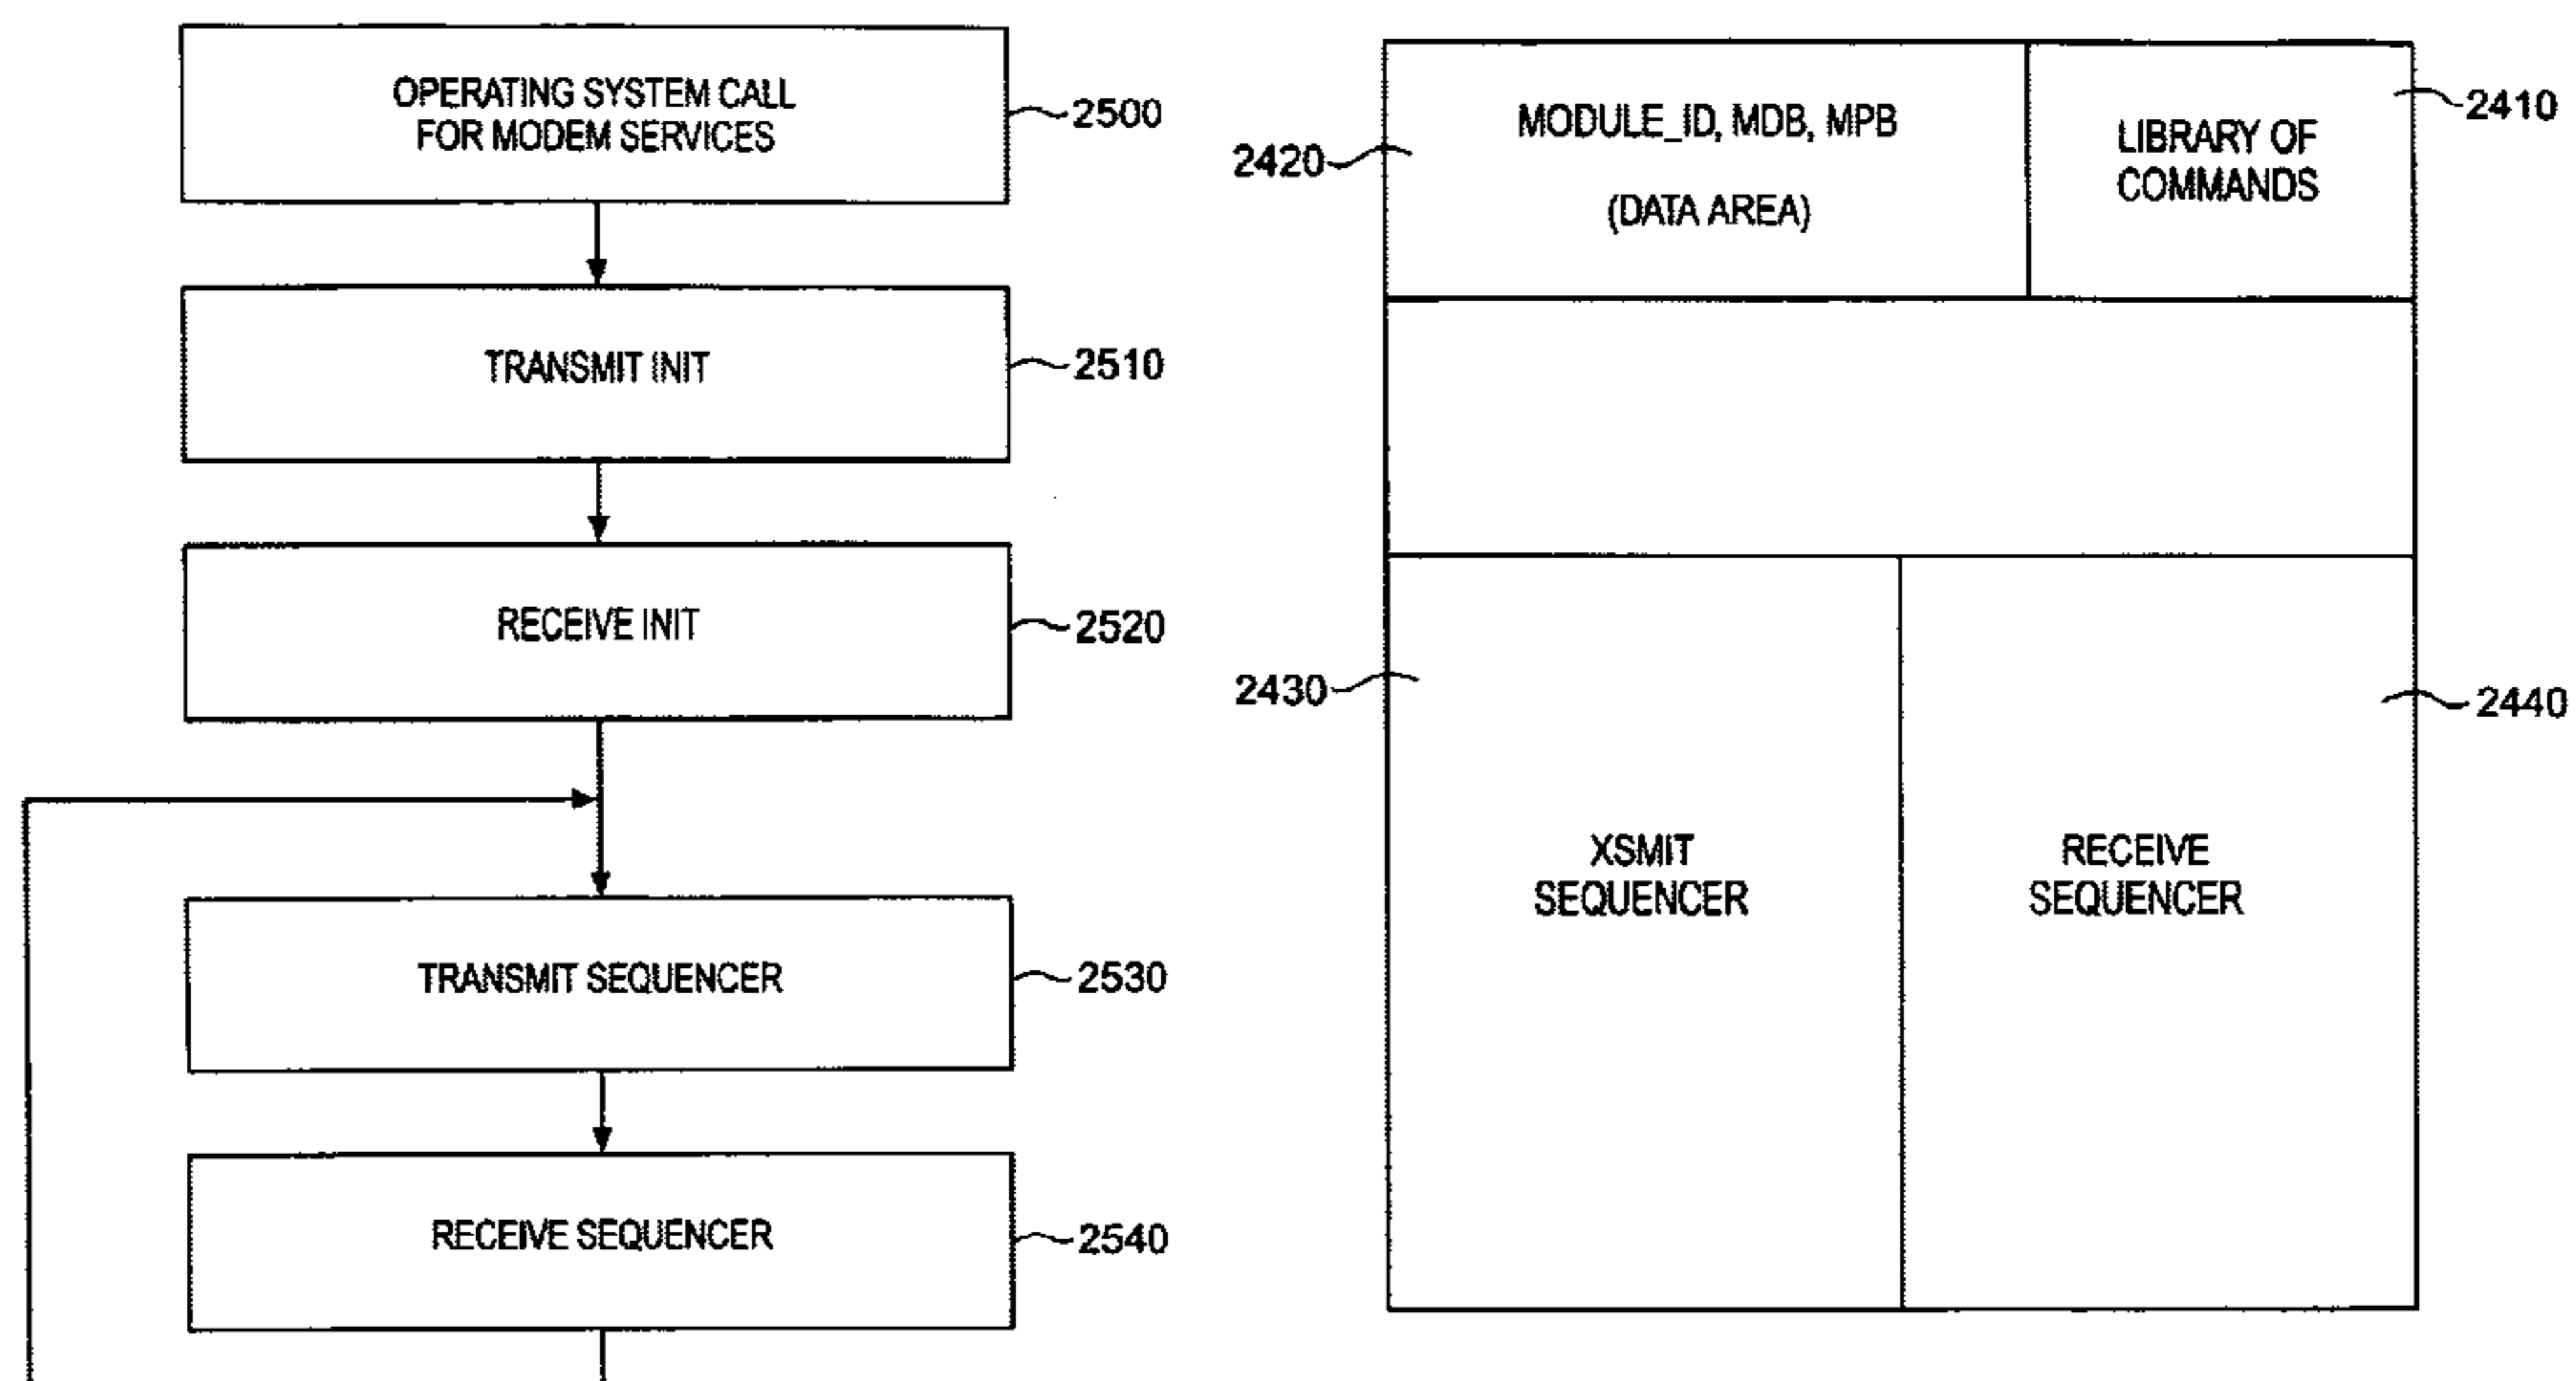 OPERATING SYSTEM CALL
FOR MODEM SERVICES
2500
TRANSMIT INIT
2510
RECEIVE INIT
2520
TRANSMIT SEQUENCER
2530
RECEIVE SEQUENCER
2540
MODULE_ID, MDB, MPB
(DATA AREA)
2420
LIBRARY OF
COMMANDS
2410
2430
XSMIT
SEQUENCER
2440
RECEIVE
SEQUENCER